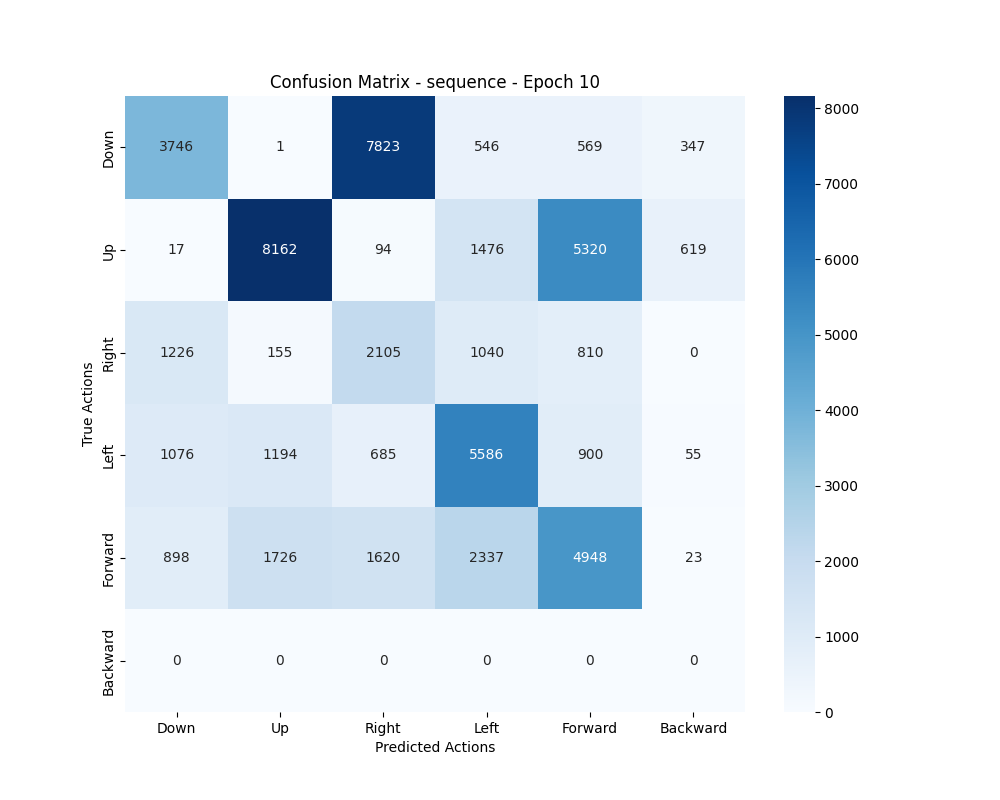 Confusion Matrix - sequence - Epoch 10
True Actions
Down 3746 1 7823 546 569 347
Up 17 8162 94 1476 5320 619
Right 1226 155 2105 1040 810 0
Left 1076 1194 685 5586 900 55
Forward 898 1726 1620 2337 4948 23
Backward 0 0 0 0 0 0
Down Up Right Left Forward Backward
Predicted Actions
8000
7000
6000
5000
4000
3000
2000
1000
0